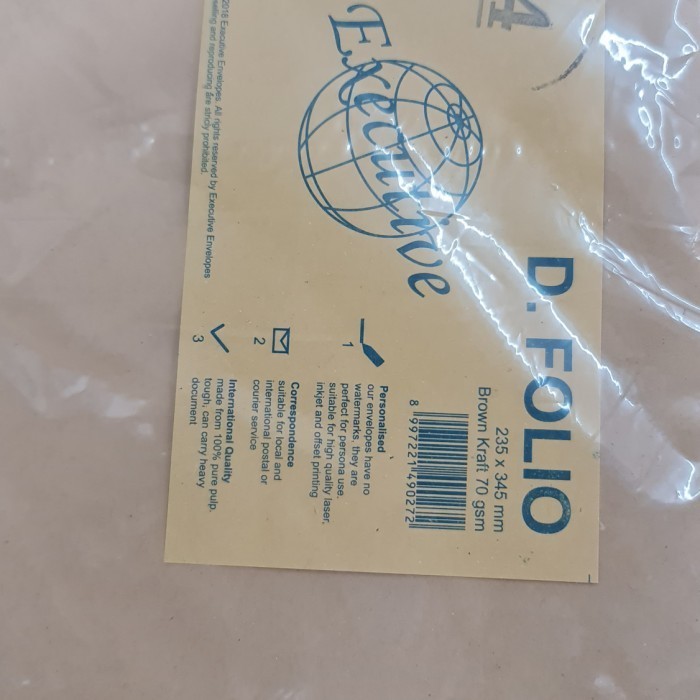 4
Executive
D. FOLIO
235 x 345 mm
Brown Kraft 70 gsm
8 997221 490272
1
Personalised
our envelopes have no
watermarks, they are
perfect for persona use.
suitable for high quality laser,
inkjet and offset printing
2
Correspondence
suitable for local and
international postal or
courier service
3
International Quality
made from 100% pure pulp,
tough, can carry heavy
document
2018 Executive Envelopes. All rights reserved by Executive Envelopes
and reproducing are strictly prohibited.